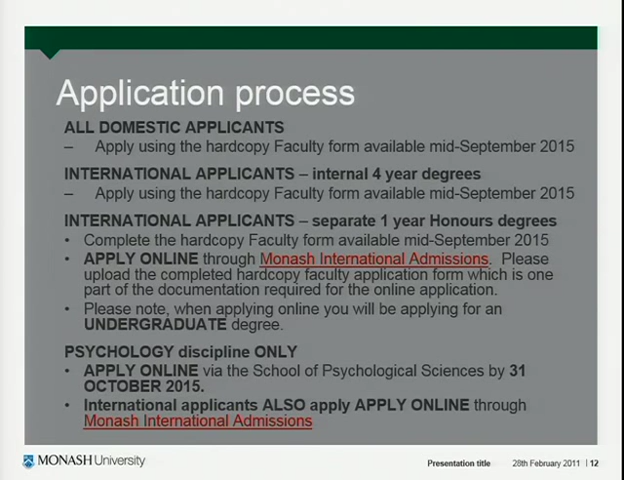 Application process
ALL DOMESTIC APPLICANTS
– Apply using the hardcopy Faculty form available mid-September 2015
INTERNATIONAL APPLICANTS – internal 4 year degrees
– Apply using the hardcopy Faculty form available mid-September 2015
INTERNATIONAL APPLICANTS – separate 1 year Honours degrees
• Complete the hardcopy Faculty form available mid-September 2015
• APPLY ONLINE through Monash International Admissions. Please
upload the completed hardcopy faculty application form which is one
part of the documentation required for the online application.
• Please note, when applying online you will be applying for an
UNDERGRADUATE degree.
PSYCHOLOGY discipline ONLY
• APPLY ONLINE via the School of Psychological Sciences by 31
OCTOBER 2015.
• International applicants ALSO apply APPLY ONLINE through
Monash International Admissions
MONASH University
Presentation title 28th February 2011 | 12